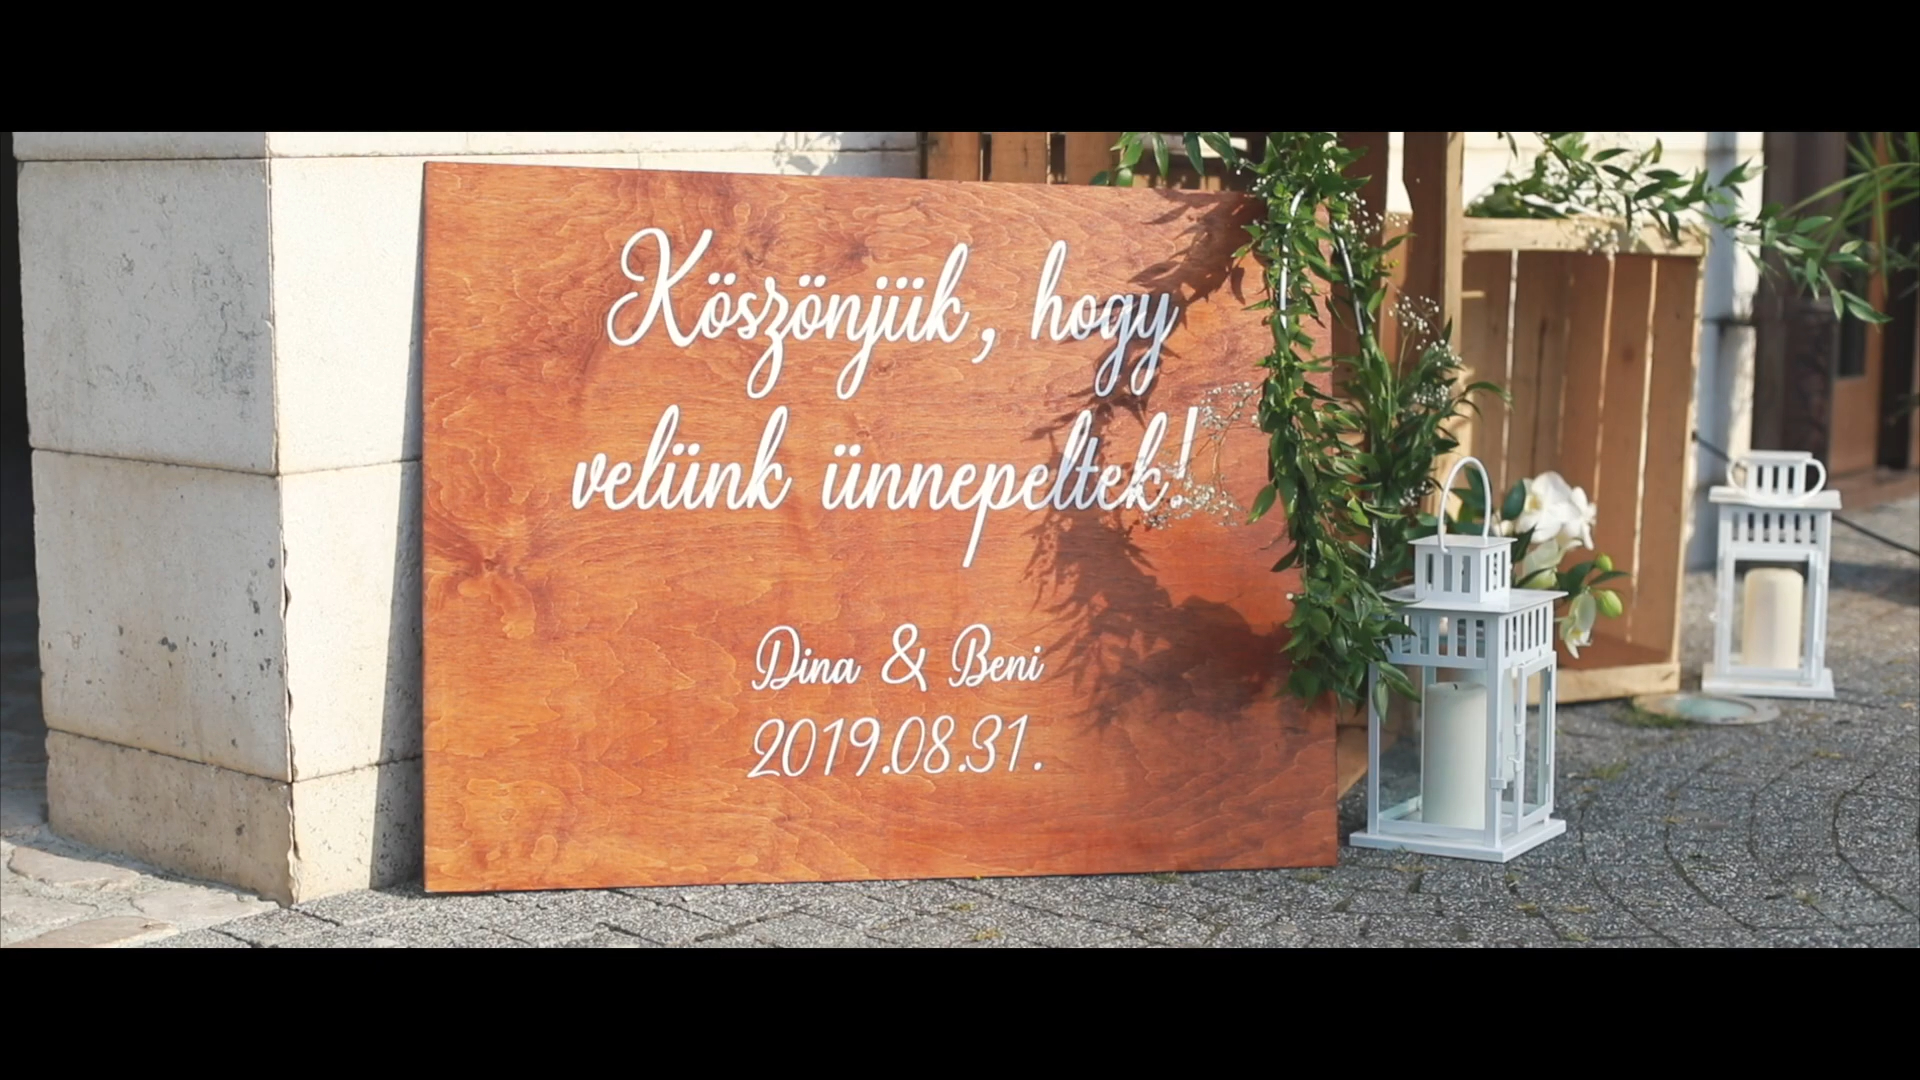 Köszönjük, hogy
velünk ünnepeltek!
Dina & Beni
2019.08.31.